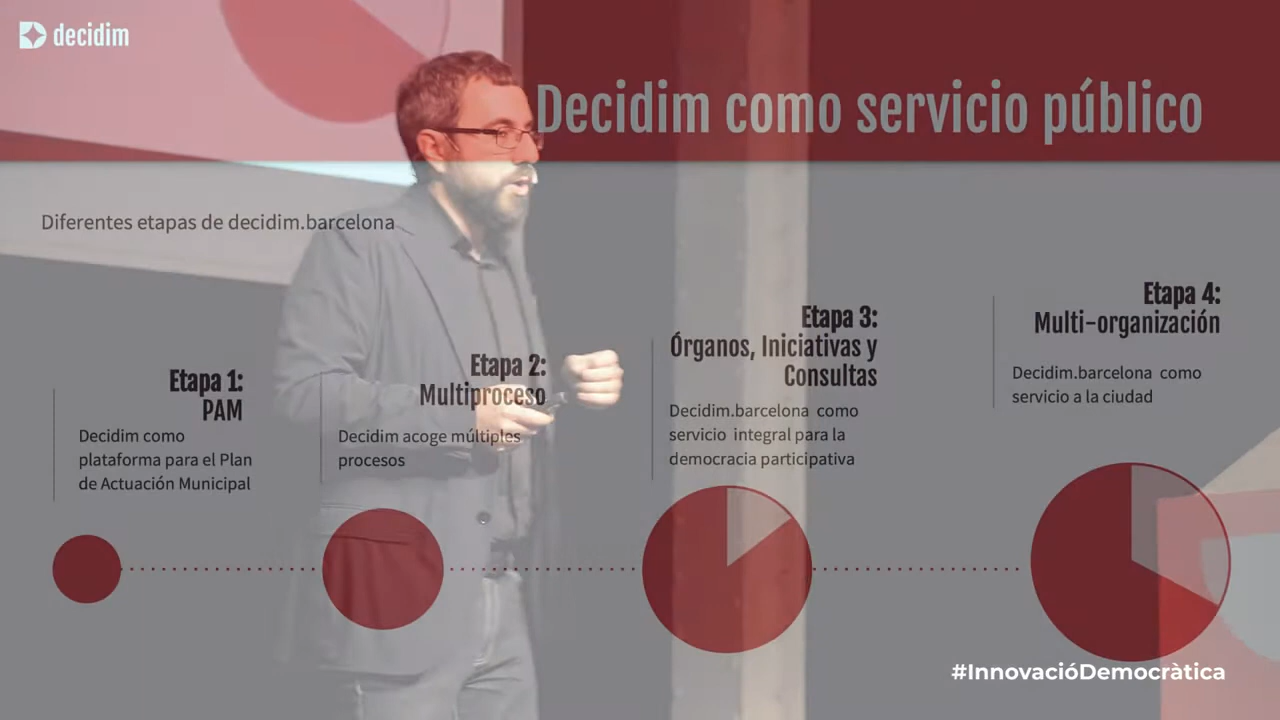 decidim
Decidim como servicio público
Diferentes etapas de decidim.barcelona
Etapa 1:
PAM
Decidim como
plataforma para el Plan
de Actuación Municipal
Etapa 2:
Multiproceso
Decidim acoge múltiples
procesos
Etapa 3:
Órganos, Iniciativas y
Consultas
Decidim.barcelona como
servicio integral para la
democracia participativa
Etapa 4:
Multi-organización
Decidim.barcelona como
servicio a la ciudad
#InnovacióDemocràtica